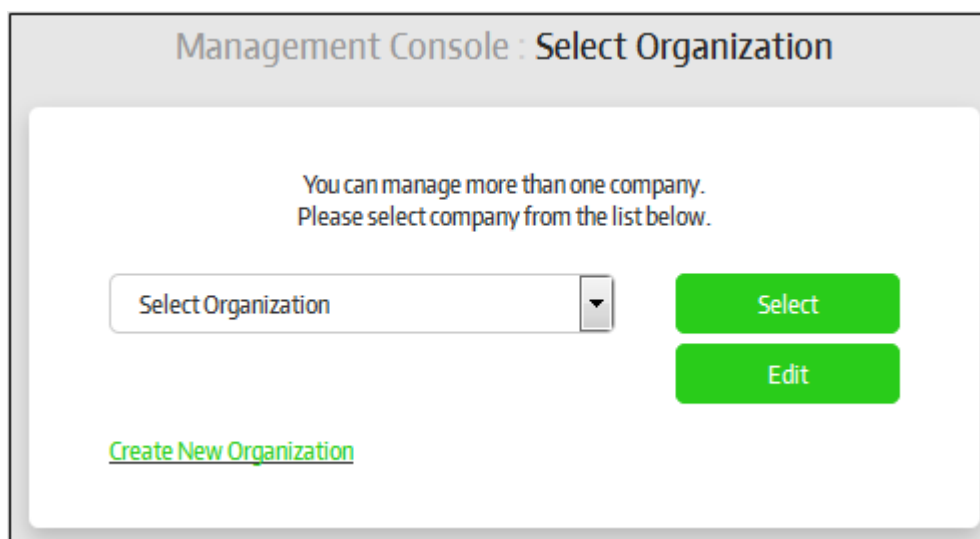 Management Console : Select Organization
You can manage more than one company.
Please select company from the list below.
Select Organization
Select
Edit
Create New Organization